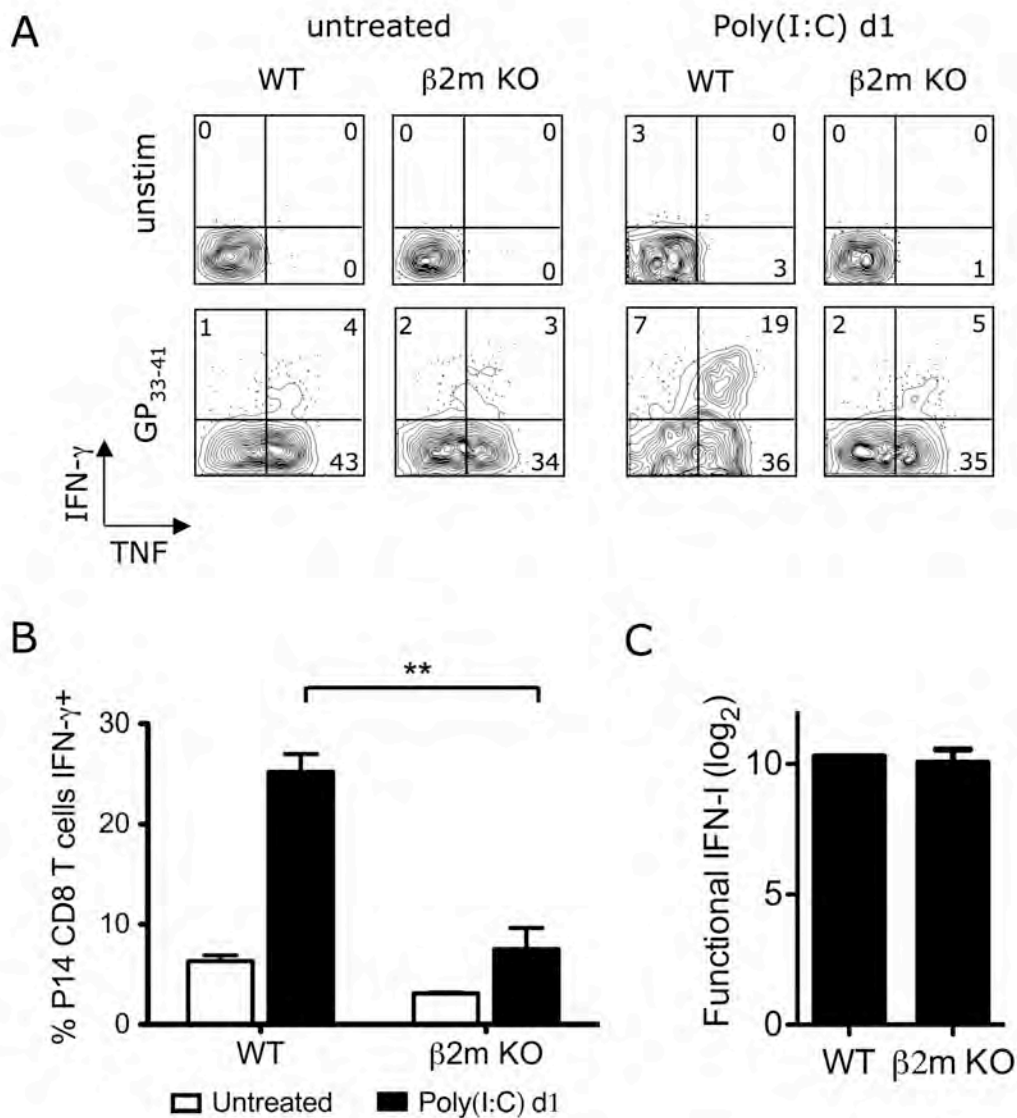 A
untreated
Poly(I:C) d1
WT
β2m KO
WT
β2m KO
unstim
0 0
0
0 0
0
3 0
3
0 0
1
GP33-41
1 4
43
2 3
34
7 19
36
2 5
35
IFN-γ
TNF
B
**
% P14 CD8 T cells IFN-γ+
30
20
10
0
WT
β2m KO
Untreated
Poly(I:C) d1
C
Functional IFN-I (log2)
10
5
0
WT
β2m KO